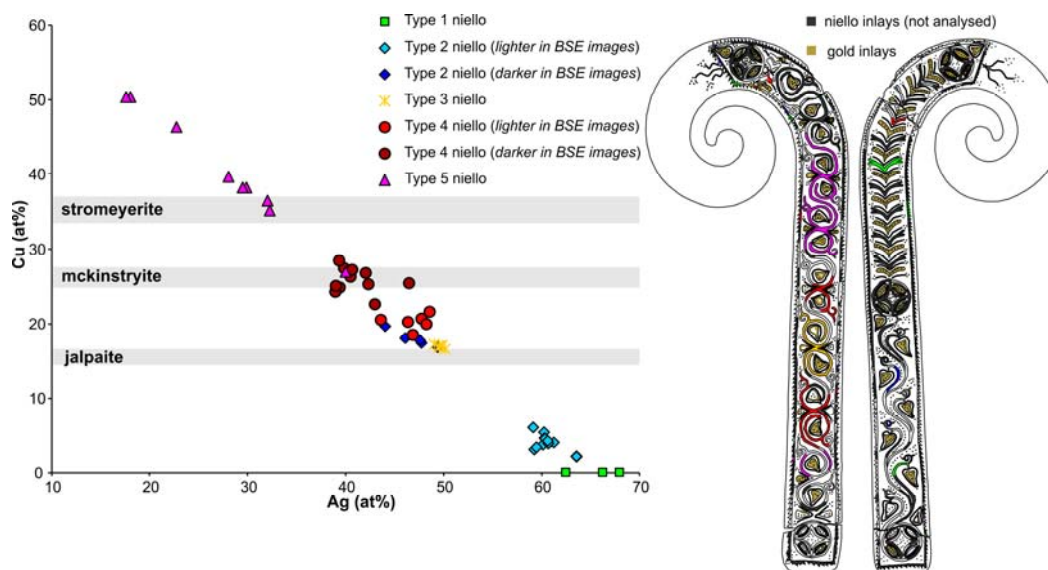 60
50
40
30
20
10
0
Cu (at%)
stromeyerite
mckinstryite
jalpaite
10
20
30
40
50
60
70
Ag (at%)
Type 1 niello
Type 2 niello (lighter in BSE images)
Type 2 niello (darker in BSE images)
Type 3 niello
Type 4 niello (lighter in BSE images)
Type 4 niello (darker in BSE images)
Type 5 niello
niello inlays (not analysed)
gold inlays